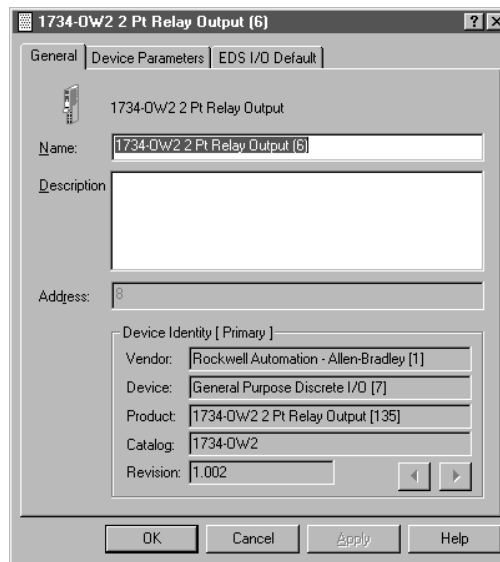 1734-OW2 2 Pt Relay Output (6)
General
Device Parameters
EDS I/O Default
1734-OW2 2 Pt Relay Output
Name:
1734-OW2 2 Pt Relay Output (6)
Description
Address:
8
Device Identity [ Primary ]
Vendor:
Rockwell Automation - Allen-Bradley [1]
Device:
General Purpose Discrete I/O [7]
Product:
1734-OW2 2 Pt Relay Output [135]
Catalog:
1734-OW2
Revision:
1.002
OK
Cancel
Apply
Help